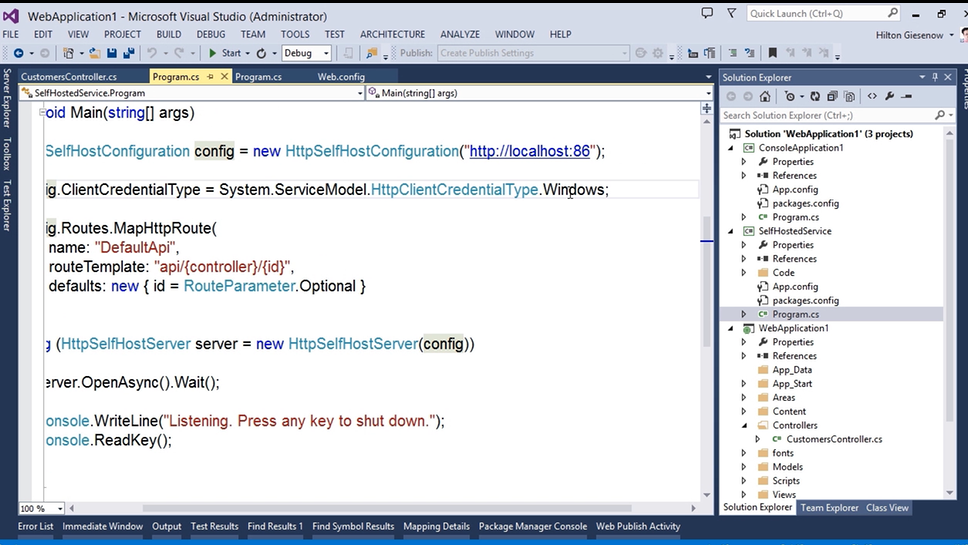 WebApplication1 - Microsoft Visual Studio (Administrator)
Quick Launch (Ctrl+Q)
FILE EDIT VIEW PROJECT BUILD DEBUG TEAM TOOLS TEST ARCHITECTURE ANALYZE WINDOW HELP
Hilton Giesenow
Start Debug Publish: Create Publish Settings
CustomersController.cs Program.cs Program.cs Web.config
SelfHostedService.Program Main(string[] args)
Server Explorer
Toolbox
Test Explorer
oid Main(string[] args)
SelfHostConfiguration config = new HttpSelfHostConfiguration("http://localhost:86");
ig.ClientCredentialType = System.ServiceModel.HttpClientCredentialType.Windows;
ig.Routes.MapHttpRoute(
name: "DefaultApi",
routeTemplate: "api/{controller}/{id}",
defaults: new { id = RouteParameter.Optional }
g (HttpSelfHostServer server = new HttpSelfHostServer(config))
erver.OpenAsync().Wait();
onsole.WriteLine("Listening. Press any key to shut down.");
onsole.ReadKey();
100 %
Solution Explorer
Search Solution Explorer (Ctrl+;)
Solution 'WebApplication1' (3 projects)
ConsoleApplication1
Properties
References
App.config
packages.config
Program.cs
SelfHostedService
Properties
References
Code
App.config
packages.config
Program.cs
WebApplication1
Properties
References
App_Data
App_Start
Areas
Content
Controllers
CustomersController.cs
fonts
Models
Scripts
Views
Solution Explorer Team Explorer Class View
Error List Immediate Window Output Test Results Find Results 1 Find Symbol Results Mapping Details Package Manager Console Web Publish Activity